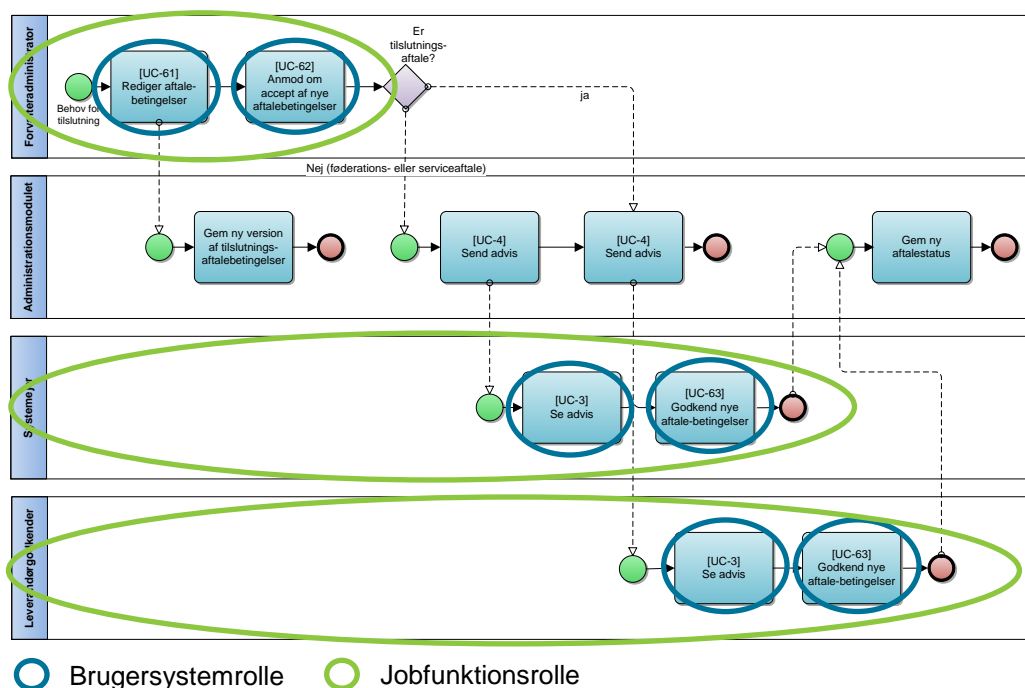 Forvalteradministrator
Er
tilslutnings-
aftale?
[UC-61]
Rediger aftale-
betingelser
[UC-62]
Anmod om
accept af nye
aftalebetingelser
Behov for
tilslutning
ja
Nej (føderations- eller serviceaftale)
Administrationsmodulet
Gem ny version
af tilslutnings-
aftalebetingelser
[UC-4]
Send advis
[UC-4]
Send advis
Gem ny
aftalestatus
Systemejer
[UC-3]
Se advis
[UC-63]
Godkend nye
aftale-betingelser
Leverandørgodkender
[UC-3]
Se advis
[UC-63]
Godkend nye
aftale-betingelser
Brugersystemrolle
Jobfunktionsrolle